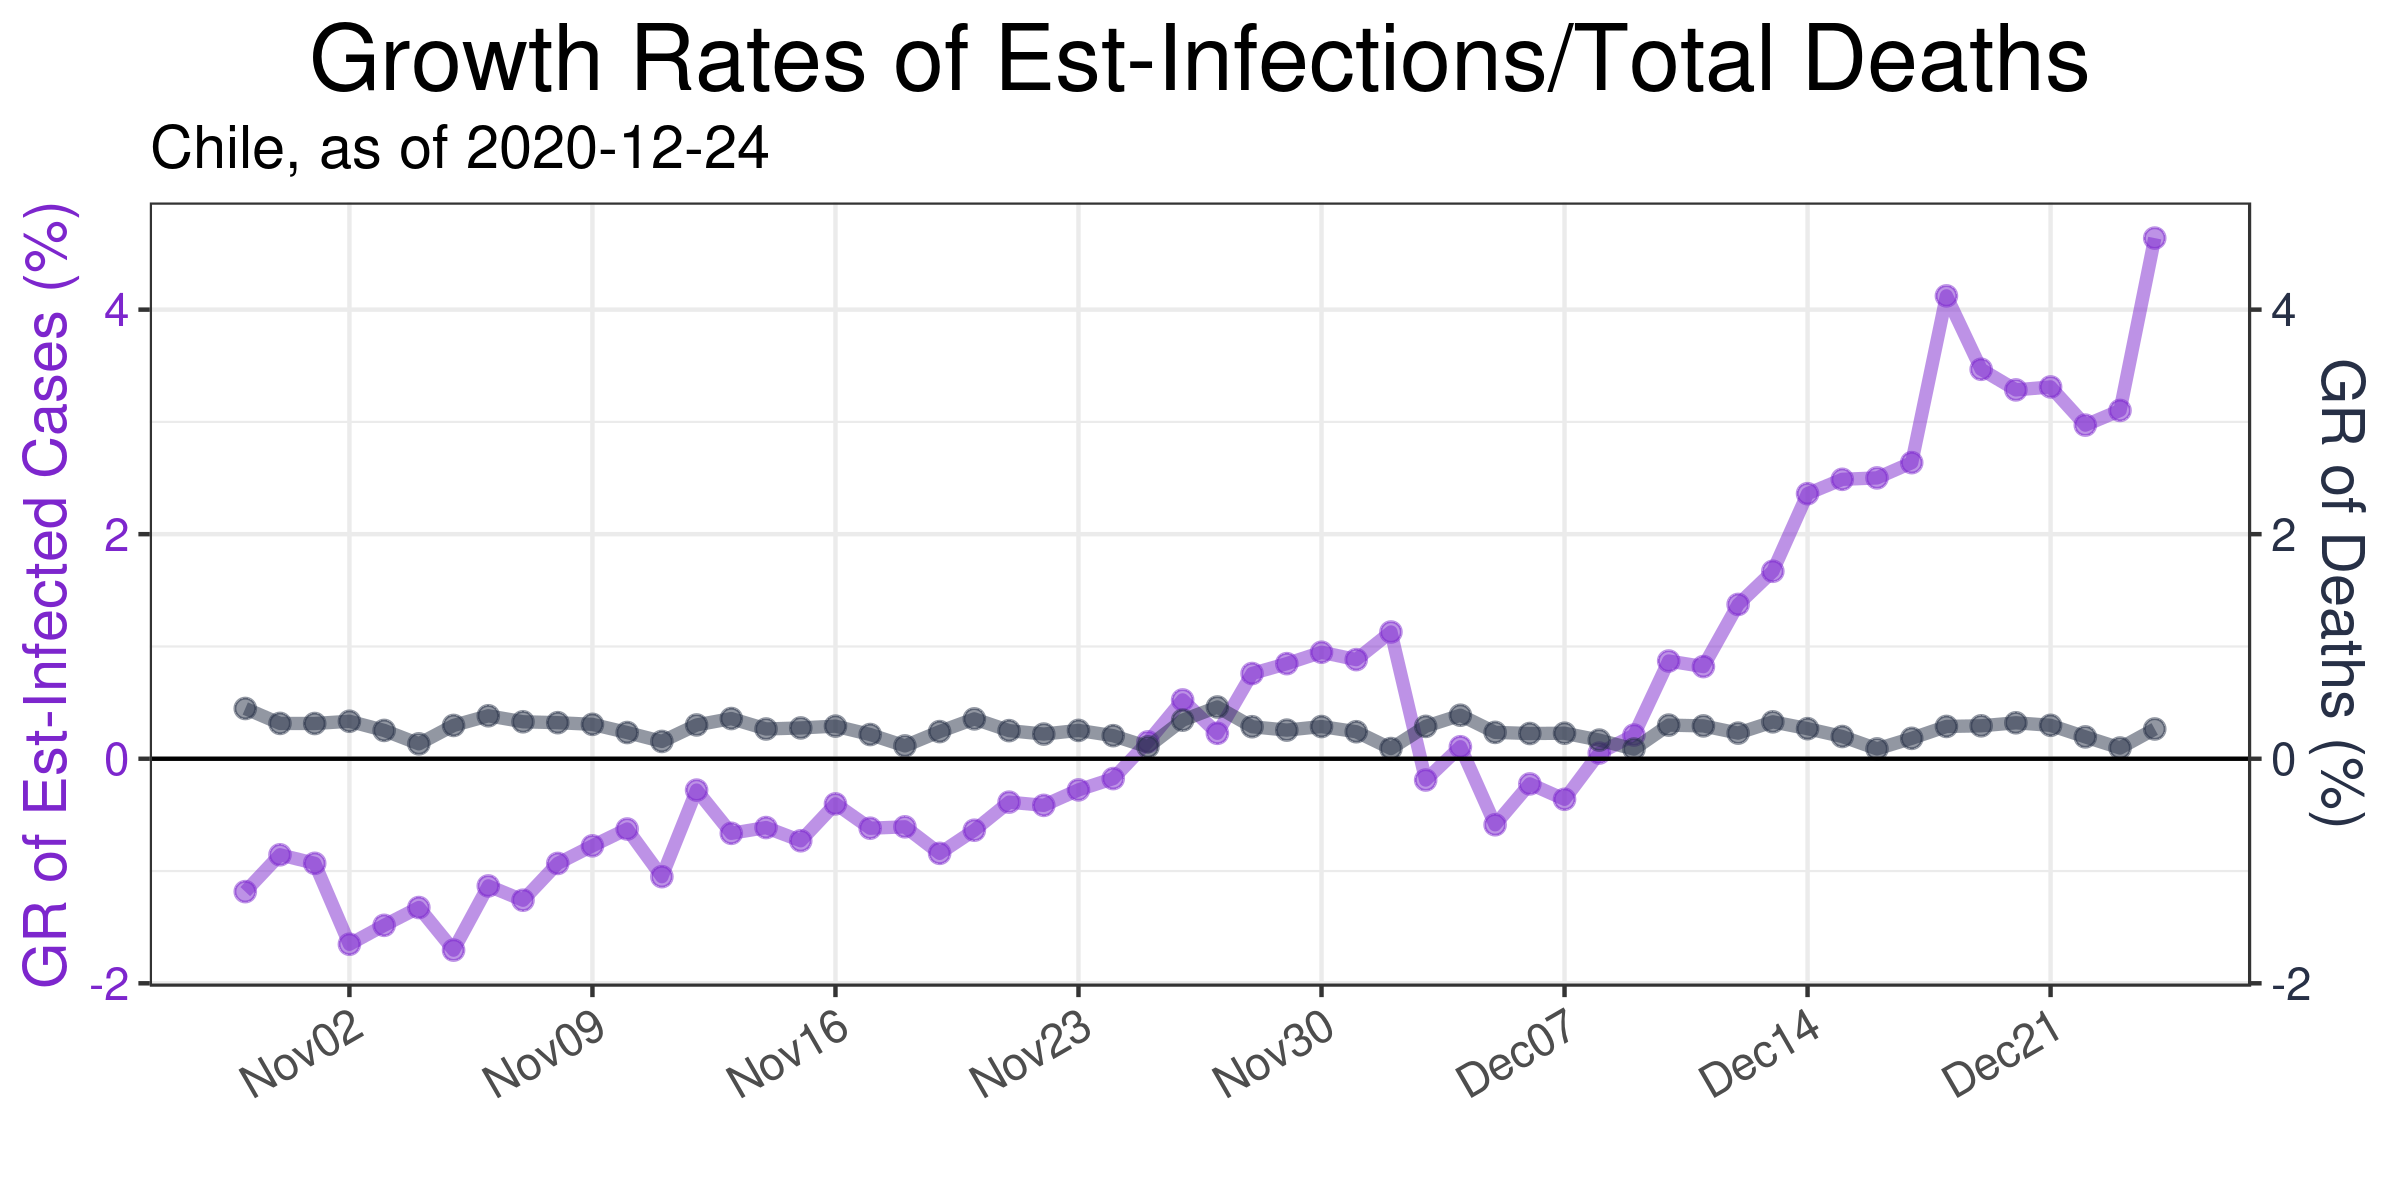 Growth Rates of Est-Infections/Total Deaths
Chile, as of 2020-12-24
GR of Est-Infected Cases (%)
4
2
0
-2
4
2
0
-2
GR of Deaths (%)
Nov02
Nov09
Nov16
Nov23
Nov30
Dec07
Dec14
Dec21